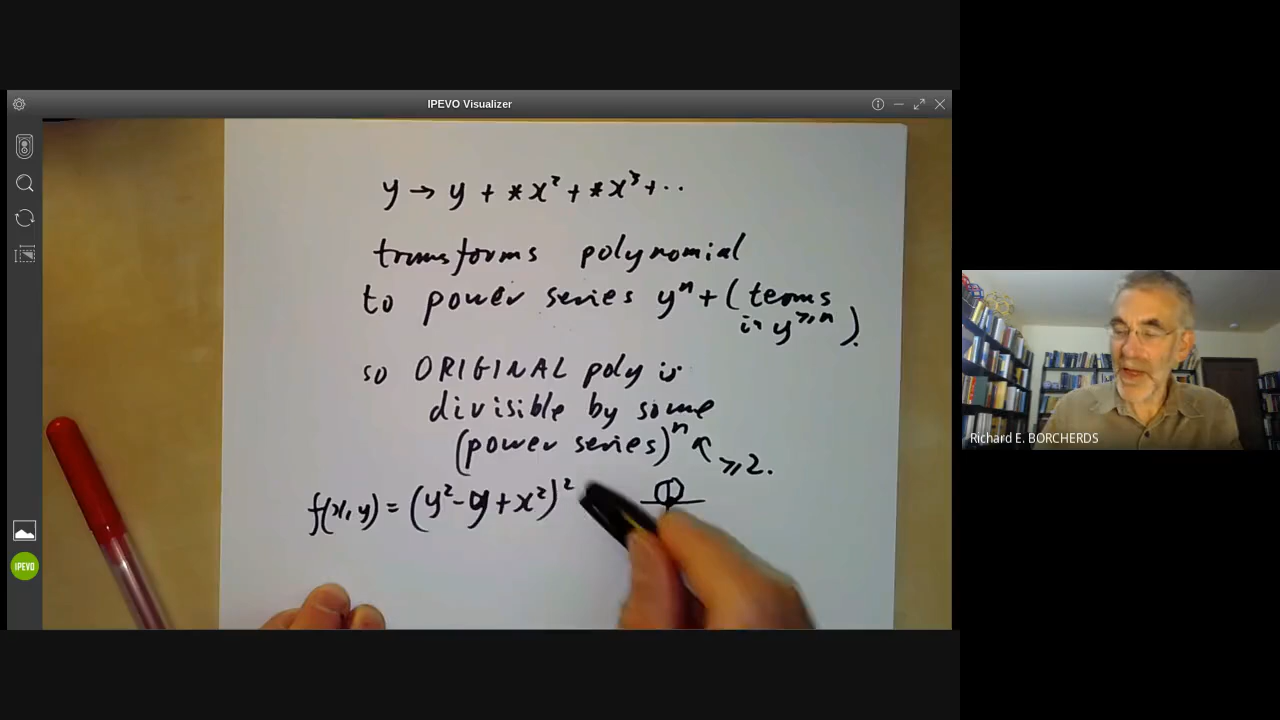 IPEVO Visualizer
y → y + *x² + *x³ + ..
transforms polynomial
to power series yⁿ + (terms
in y^≥n).
so ORIGINAL poly is
divisible by some
(power series)ⁿ ↖ ≥2.
f(x,y) = (y² - y + x²)²
Richard E. BORCHERDS
IPEVO